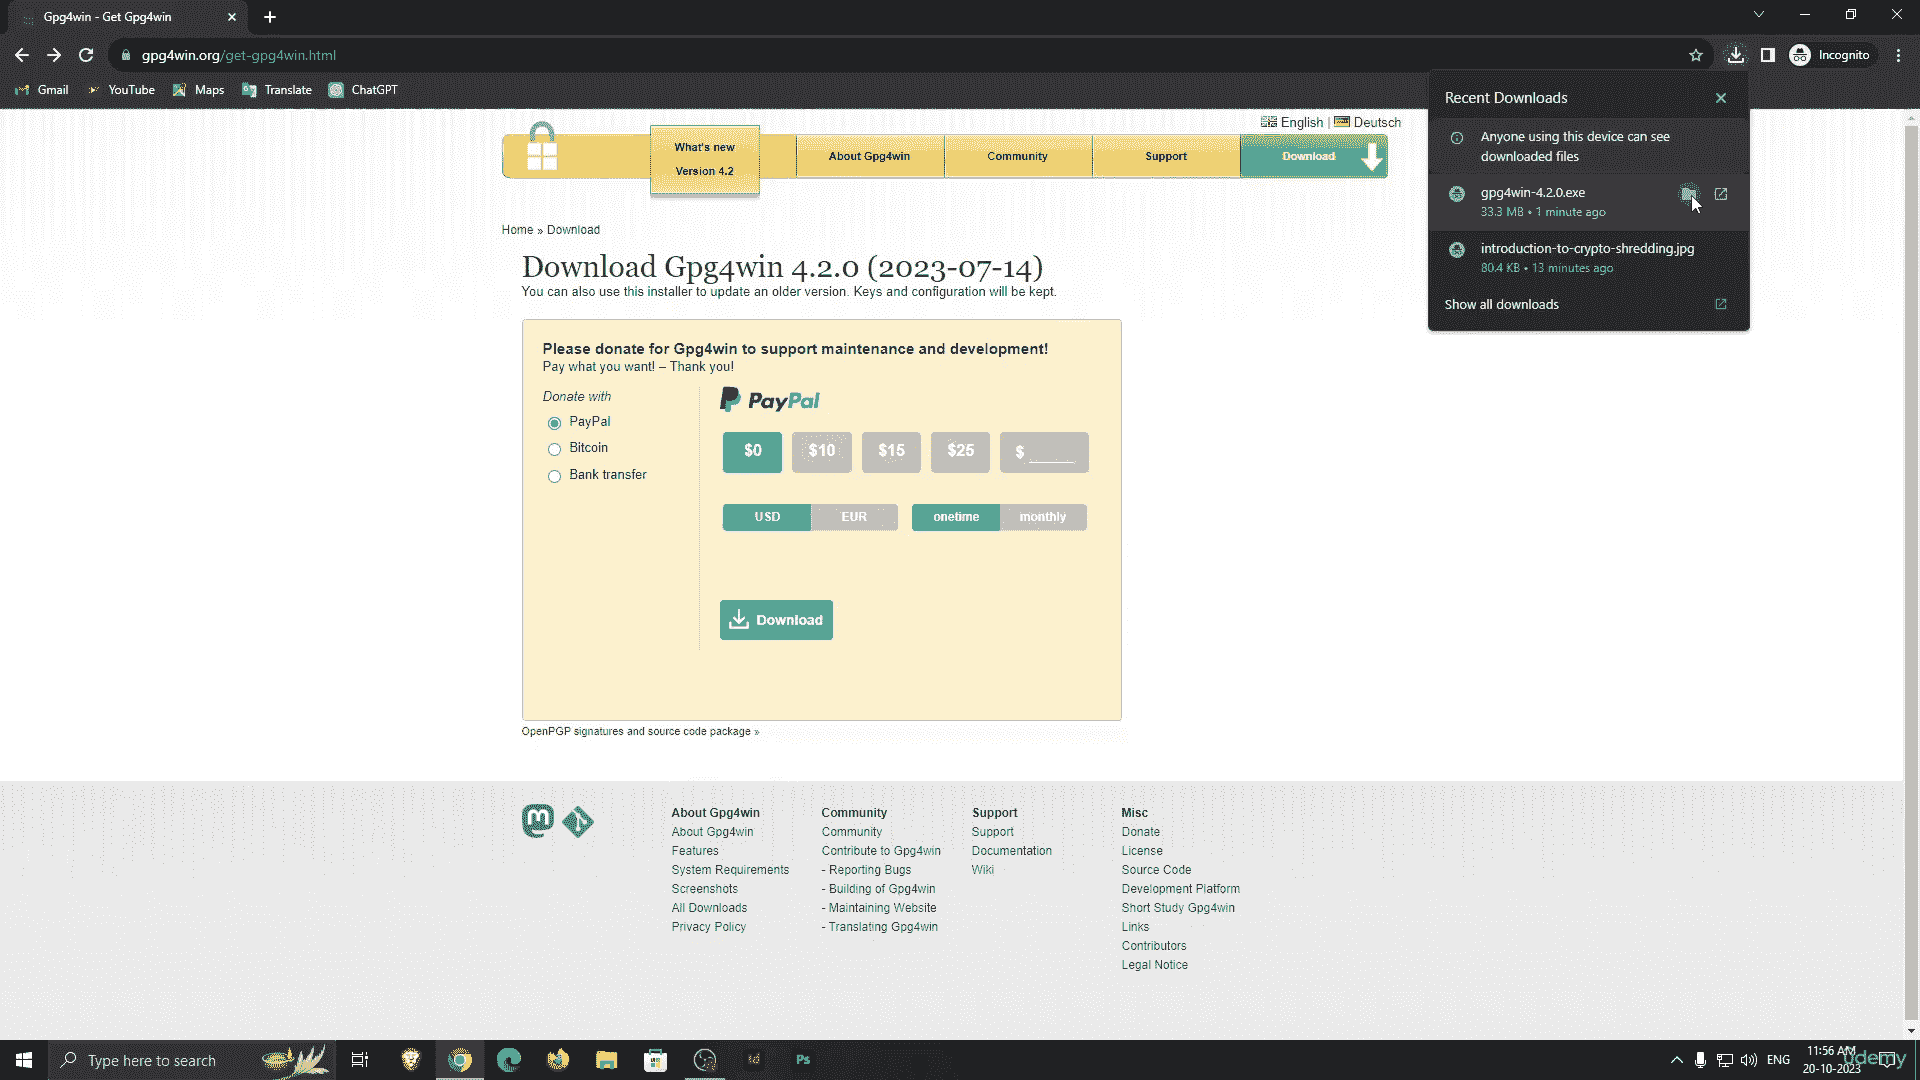 Gpg4win - Get Gpg4win
gpg4win.org/get-gpg4win.html
Incognito
Gmail
YouTube
Maps
Translate
ChatGPT
Recent Downloads
Anyone using this device can see
downloaded files
gpg4win-4.2.0.exe
33.3 MB • 1 minute ago
introduction-to-crypto-shredding.jpg
80.4 KB • 13 minutes ago
Show all downloads
English | Deutsch
What's new
Version 4.2
About Gpg4win
Community
Support
Download
Home » Download
Download Gpg4win 4.2.0 (2023-07-14)
You can also use this installer to update an older version. Keys and configuration will be kept.
Please donate for Gpg4win to support maintenance and development!
Pay what you want! – Thank you!
Donate with
PayPal
Bitcoin
Bank transfer
PayPal
$0
$10
$15
$25
$ ______
USD
EUR
onetime
monthly
Download
OpenPGP signatures and source code package »
About Gpg4win
About Gpg4win
Features
System Requirements
Screenshots
All Downloads
Privacy Policy
Community
Community
Contribute to Gpg4win
- Reporting Bugs
- Building of Gpg4win
- Maintaining Website
- Translating Gpg4win
Support
Support
Documentation
Wiki
Misc
Donate
License
Source Code
Development Platform
Short Study Gpg4win
Links
Contributors
Legal Notice
Type here to search
Id
Ps
ENG
11:56 AM
20-10-2023
udemy